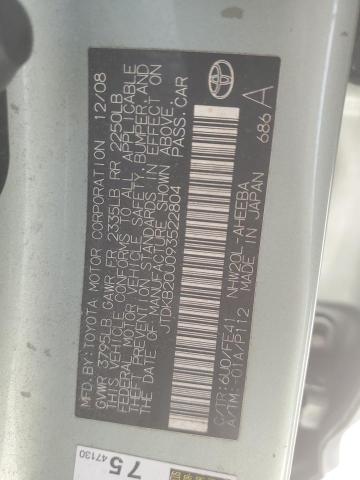 MFD.BY:TOYOTA MOTOR CORPORATION 12/08
GVWR 3795LB GAWR FR 2335LB RR 2250LB
THIS VEHICLE CONFORMS TO ALL APPLICABLE
FEDERAL MOTOR VEHICLE SAFETY,BUMPER,AND
THEFT PREVENTION STANDARDS IN EFFECT ON
THE DATE OF MANUFACTURE SHOWN ABOVE.
JTDKB20U093522804 PASS.CAR
C/TR:6U0/FE41 NHW20L-AHEEBA
A/TM:-01A/P112 MADE IN JAPAN
686 A
75
47130